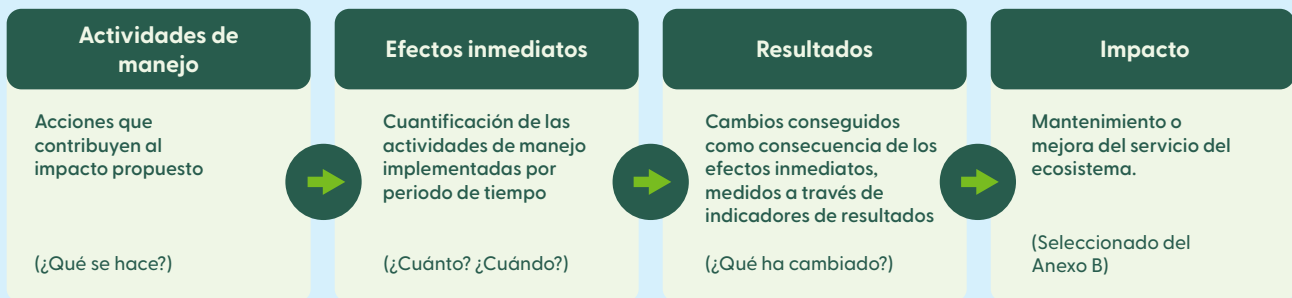 Actividades de
manejo
Acciones que
contribuyen al
impacto propuesto
(¿Qué se hace?)
Efectos inmediatos
Cuantificación de las
actividades de manejo
implementadas por
periodo de tiempo
(¿Cuánto? ¿Cuándo?)
Resultados
Cambios conseguidos
como consecuencia de los
efectos inmediatos,
medidos a través de
indicadores de resultados
(¿Qué ha cambiado?)
Impacto
Mantenimiento o
mejora del servicio del
ecosistema.
(Seleccionado del
Anexo B)